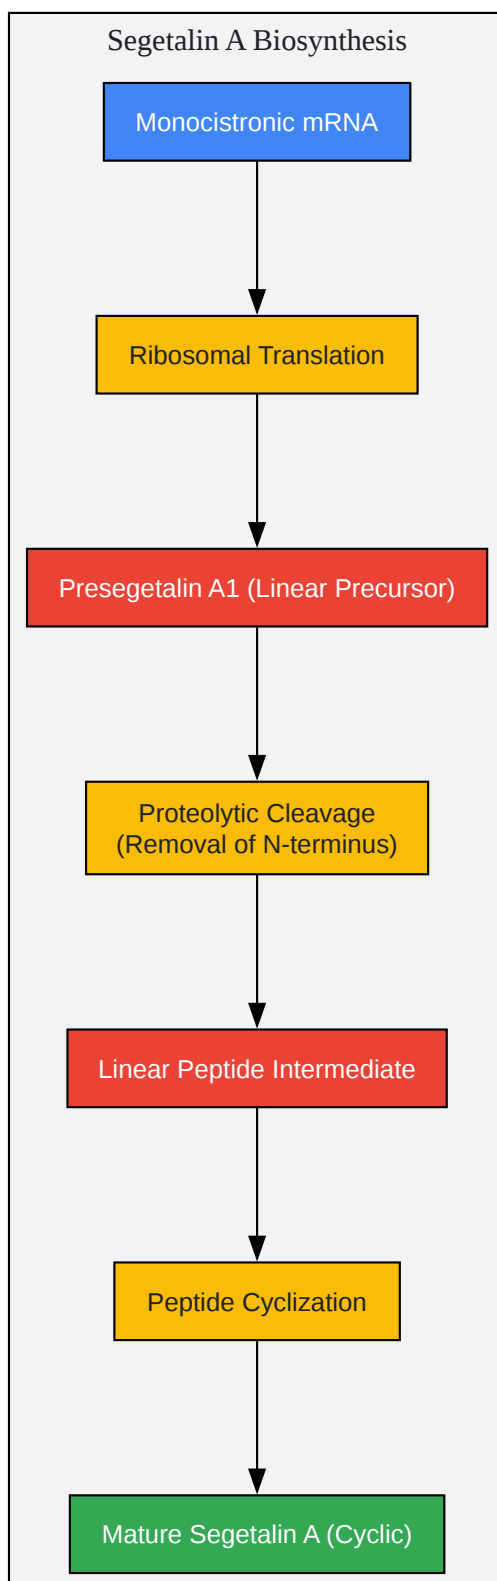 Segetalin A Biosynthesis
Monocistronic mRNA
Ribosomal Translation
Presegetalin A1 (Linear Precursor)
Proteolytic Cleavage
(Removal of N-terminus)
Linear Peptide Intermediate
Peptide Cyclization
Mature Segetalin A (Cyclic)